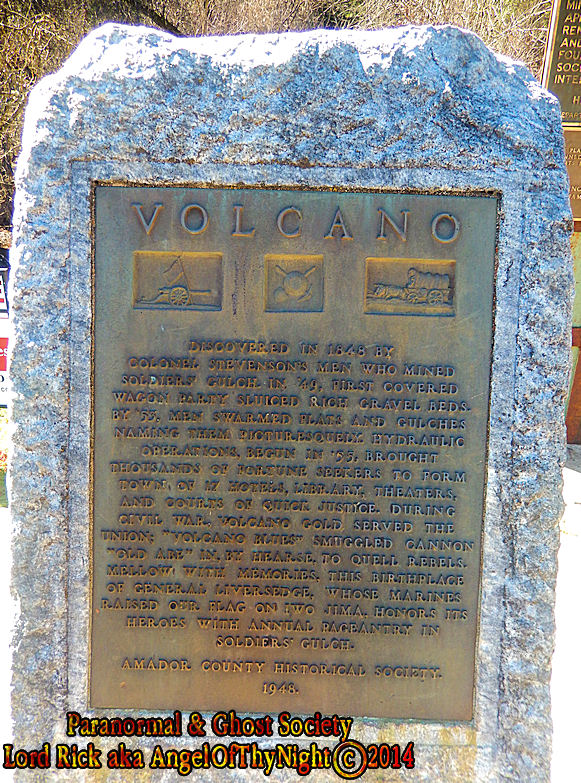 VOLCANO
DISCOVERED IN 1848 BY
COLONEL STEVENSON'S MEN WHO MINED
SOLDIERS' GULCH. IN '49, FIRST COVERED
WAGON PARTY SLUICED RICH GRAVEL BEDS.
BY '53, MEN SWARMED FLATS AND GULCHES
NAMING THEM PICTURESQUELY. HYDRAULIC
OPERATIONS, BEGUN IN '55, BROUGHT
THOUSANDS OF FORTUNE SEEKERS TO FORM
TOWN, OF 17 HOTELS, LIBRARY, THEATERS,
AND COURTS OF QUICK JUSTICE. DURING
CIVIL WAR, VOLCANO GOLD SERVED THE
UNION; "VOLCANO BLUES" SMUGGLED CANNON
"OLD ABE" IN, BY HEARSE, TO QUELL REBELS.
MELLOW WITH MEMORIES, THIS BIRTHPLACE
OF GENERAL LIVERSEDGE, WHOSE MARINES
RAISED OUR FLAG ON IWO JIMA, HONORS ITS
HEROES WITH ANNUAL PAGEANTRY IN
SOLDIERS' GULCH.
AMADOR COUNTY HISTORICAL SOCIETY.
1948.
Paranormal & Ghost Society
Lord Rick aka AngelOfThyNight © 2014